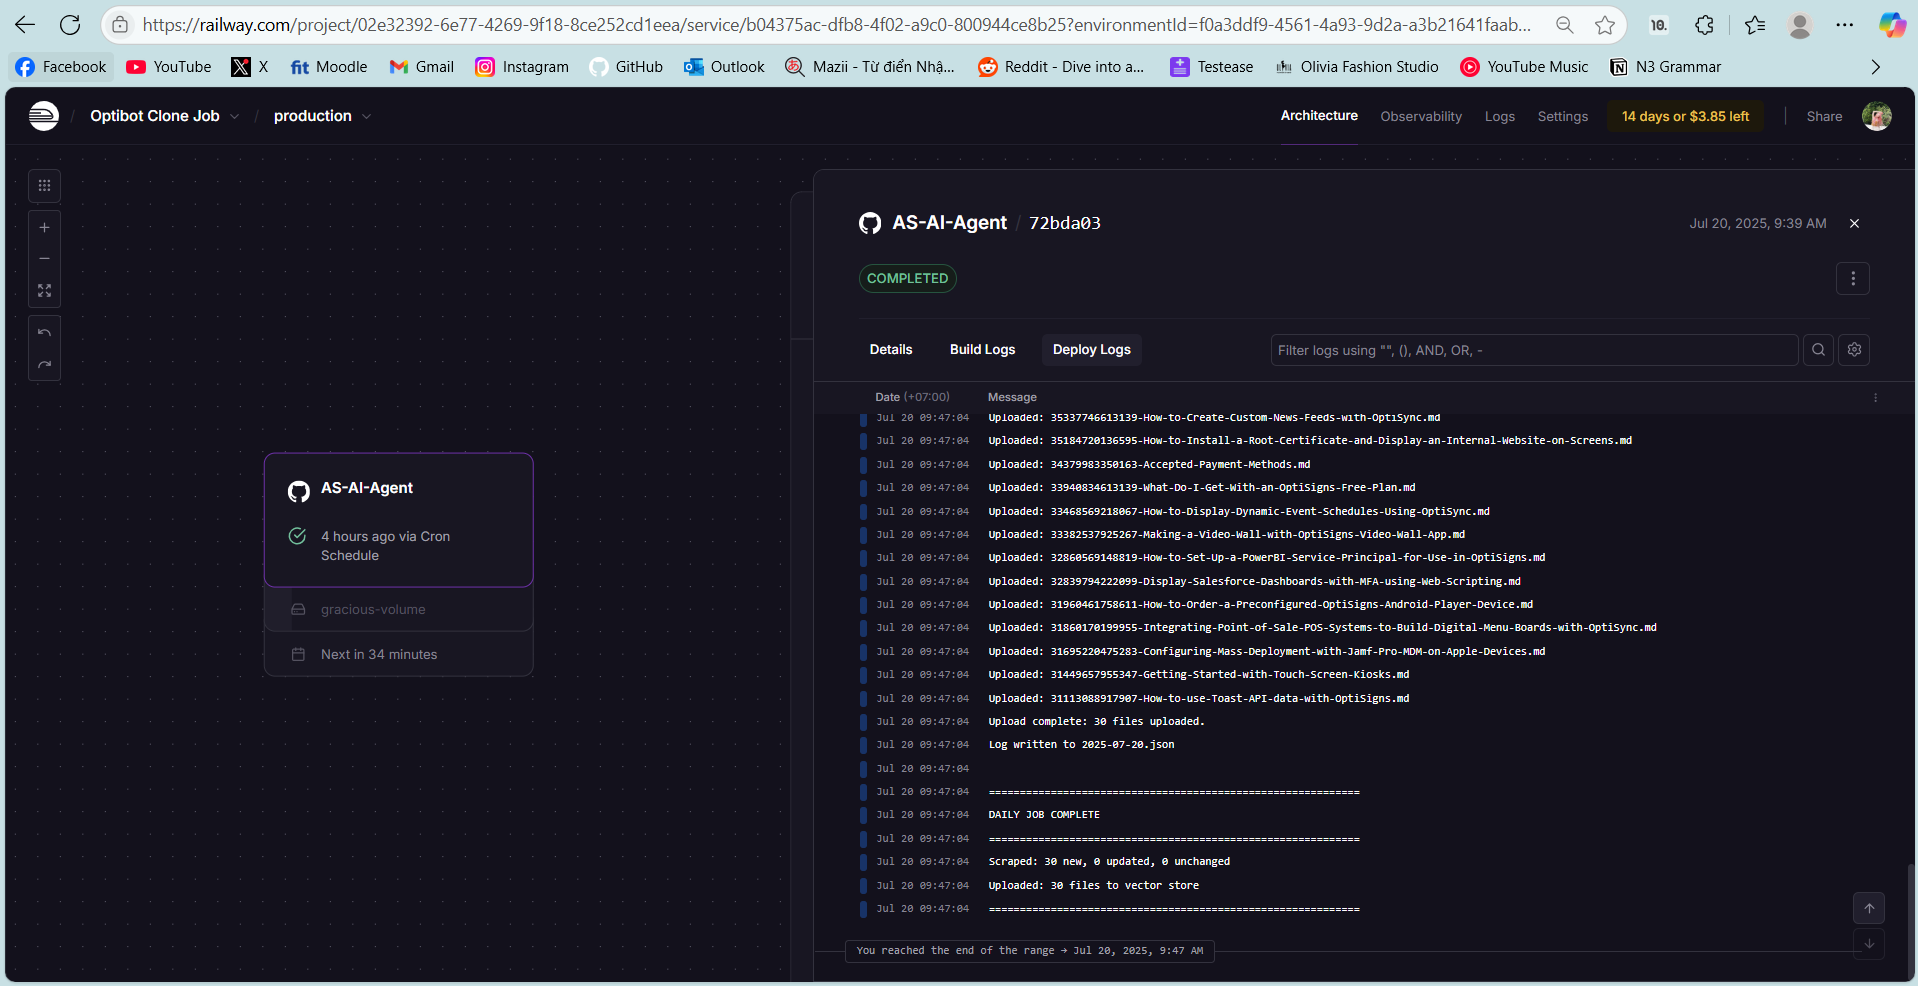 https://railway.com/project/02e32392-6e77-4269-9f18-8ce252cd1eea/service/b04375ac-dfb8-4f02-a9c0-800944ce8b25?environmentId=f0a3ddf9-4561-4a93-9d2a-a3b21641faab...
10.
Facebook YouTube X Moodle Gmail Instagram GitHub Outlook Mazii - Từ điển Nhậ... Reddit - Dive into a... Testease Olivia Fashion Studio YouTube Music N3 Grammar
Optibot Clone Job / production
Architecture Observability Logs Settings 14 days or $3.85 left Share
AS-AI-Agent
4 hours ago via Cron
Schedule
gracious-volume
Next in 34 minutes
AS-AI-Agent / 72bda03
Jul 20, 2025, 9:39 AM
COMPLETED
Details Build Logs Deploy Logs
Filter logs using "", (), AND, OR, -
Date (+07:00) Message
Jul 20 09:47:04 Uploaded: 35337746613139-How-to-Create-Custom-News-Feeds-with-OptiSync.md
Jul 20 09:47:04 Uploaded: 35184720136595-How-to-Install-a-Root-Certificate-and-Display-an-Internal-Website-on-Screens.md
Jul 20 09:47:04 Uploaded: 34379983350163-Accepted-Payment-Methods.md
Jul 20 09:47:04 Uploaded: 33940834613139-What-Do-I-Get-With-an-OptiSigns-Free-Plan.md
Jul 20 09:47:04 Uploaded: 33468569218067-How-to-Display-Dynamic-Event-Schedules-Using-OptiSync.md
Jul 20 09:47:04 Uploaded: 33382537925267-Making-a-Video-Wall-with-OptiSigns-Video-Wall-App.md
Jul 20 09:47:04 Uploaded: 32860569148819-How-to-Set-Up-a-PowerBI-Service-Principal-for-Use-in-OptiSigns.md
Jul 20 09:47:04 Uploaded: 32839794222099-Display-Salesforce-Dashboards-with-MFA-using-Web-Scripting.md
Jul 20 09:47:04 Uploaded: 31960461758611-How-to-Order-a-Preconfigured-OptiSigns-Android-Player-Device.md
Jul 20 09:47:04 Uploaded: 31860170199955-Integrating-Point-of-Sale-POS-Systems-to-Build-Digital-Menu-Boards-with-OptiSync.md
Jul 20 09:47:04 Uploaded: 31695220475283-Configuring-Mass-Deployment-with-Jamf-Pro-MDM-on-Apple-Devices.md
Jul 20 09:47:04 Uploaded: 31449657955347-Getting-Started-with-Touch-Screen-Kiosks.md
Jul 20 09:47:04 Uploaded: 31113088917907-How-to-use-Toast-API-data-with-OptiSigns.md
Jul 20 09:47:04 Upload complete: 30 files uploaded.
Jul 20 09:47:04 Log written to 2025-07-20.json
Jul 20 09:47:04
Jul 20 09:47:04 ============================================================
Jul 20 09:47:04 DAILY JOB COMPLETE
Jul 20 09:47:04 ============================================================
Jul 20 09:47:04 Scraped: 30 new, 0 updated, 0 unchanged
Jul 20 09:47:04 Uploaded: 30 files to vector store
Jul 20 09:47:04 ============================================================
You reached the end of the range → Jul 20, 2025, 9:47 AM